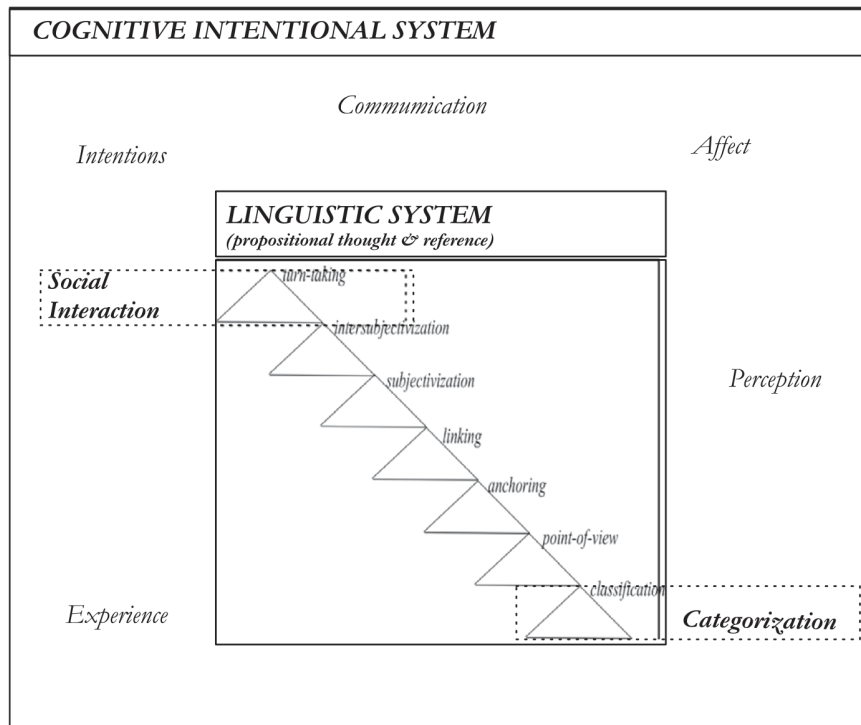 COGNITIVE INTENTIONAL SYSTEM
Commumication
Intentions
Affect
LINGUISTIC SYSTEM
(propositional thought & reference)
Social
Interaction
turn-taking
intersubjectivization
subjectivization
Perception
linking
anchoring
point-of-view
classification
Experience
Categorization